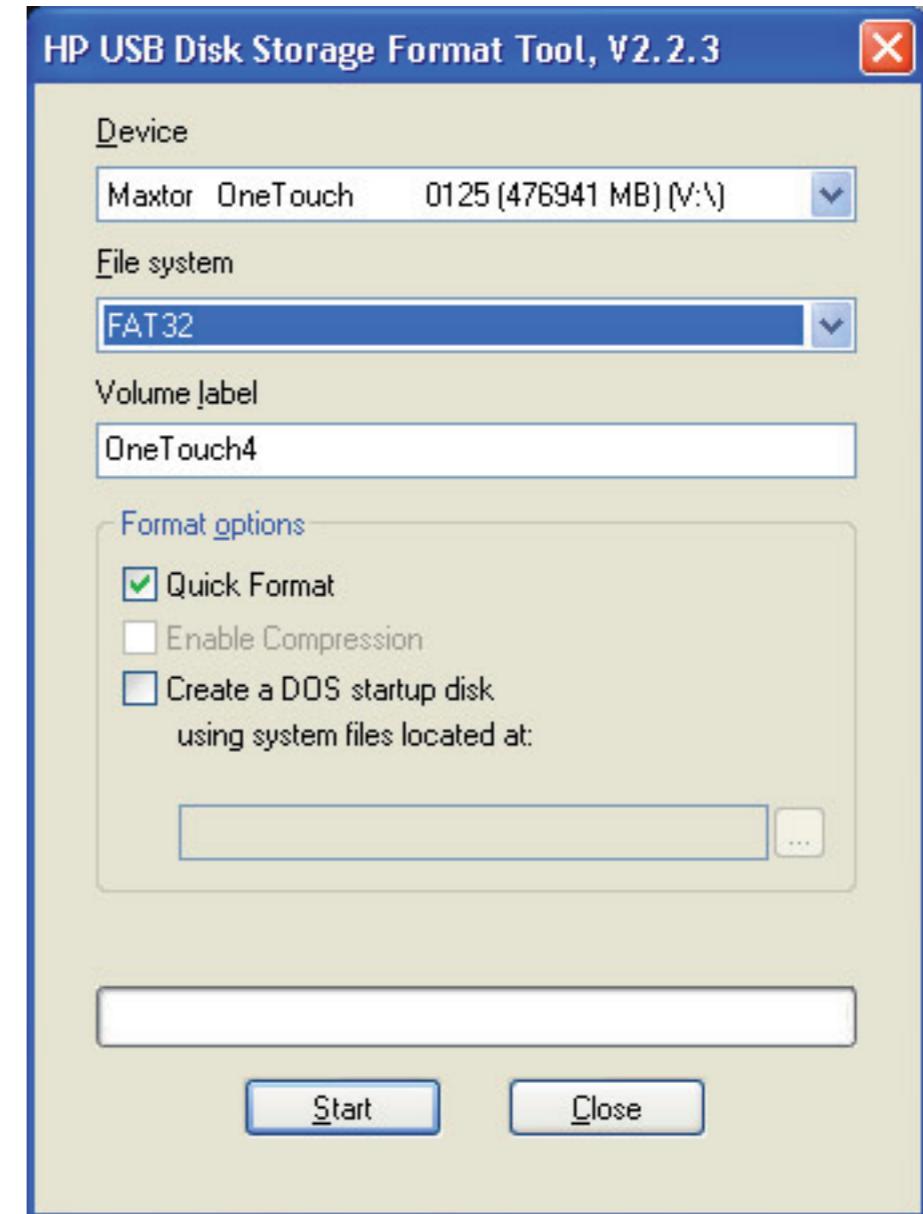 HP USB Disk Storage Format Tool, V2.2.3
Device
Maxtor OneTouch 0125 (476941 MB) (V:\)
File system
FAT32
Volume label
OneTouch4
Format options
Quick Format
Enable Compression
Create a DOS startup disk
using system files located at:
...
Start
Close